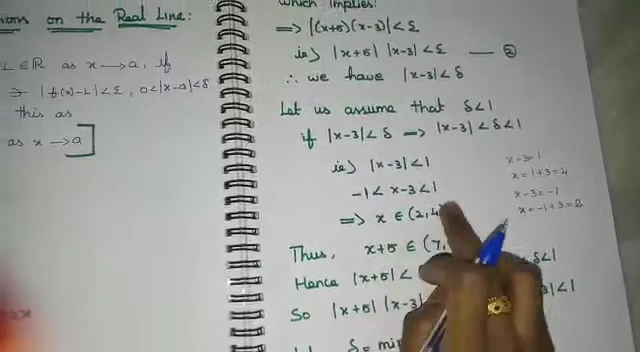 ions on the Real Line:
L ∈ ℝ as x → a, if
∋ |f(x)-L| < ε, 0<|x-a|<δ
this as
as x → a]
which implies:
⟹ |(x+5)(x-3)| < ε
ie) |x+5| |x-3| < ε — ②
∴ we have |x-3| < δ
Let us assume that δ<1
if |x-3| < δ ⟹ |x-3| < δ < 1
ie) |x-3| < 1
-1 < x-3 < 1
⟹ x ∈ (2,4)
x-3=1
x=1+3=4
x-3=-1
x=-1+3=2
Thus, x+5 ∈ (7,
Hence |x+5| < δ<1
So |x+5| |x-3| 3|<1
δ = min